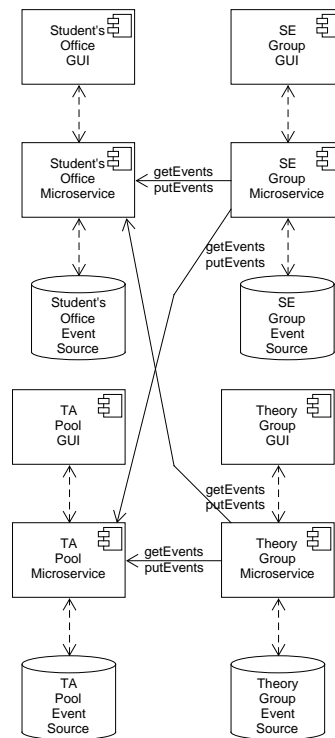 Student's
Office
GUI
SE
Group
GUI
Student's
Office
Microservice
getEvents
putEvents
SE
Group
Microservice
getEvents
putEvents
Student's
Office
Event
Source
SE
Group
Event
Source
TA
Pool
GUI
Theory
Group
GUI
getEvents
putEvents
TA
Pool
Microservice
getEvents
putEvents
Theory
Group
Microservice
TA
Pool
Event
Source
Theory
Group
Event
Source